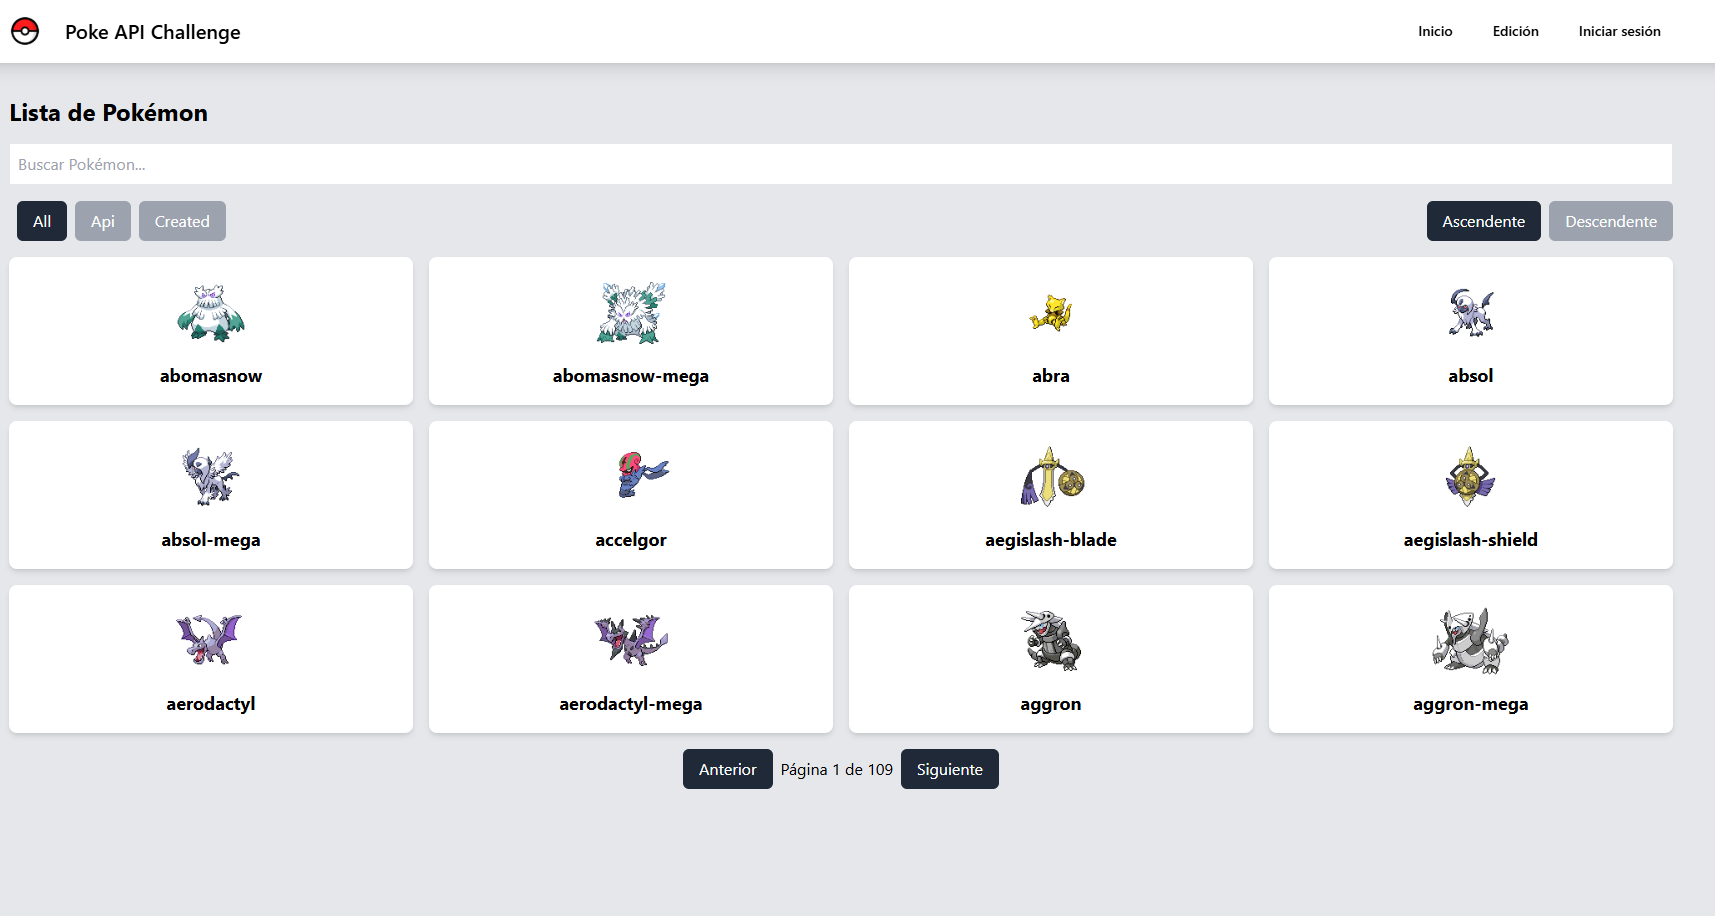 Poke API Challenge
Inicio
Edición
Iniciar sesión
Lista de Pokémon
Buscar Pokémon...
All
Api
Created
Ascendente
Descendente
abomasnow
abomasnow-mega
abra
absol
absol-mega
accelgor
aegislash-blade
aegislash-shield
aerodactyl
aerodactyl-mega
aggron
aggron-mega
Anterior
Página 1 de 109
Siguiente